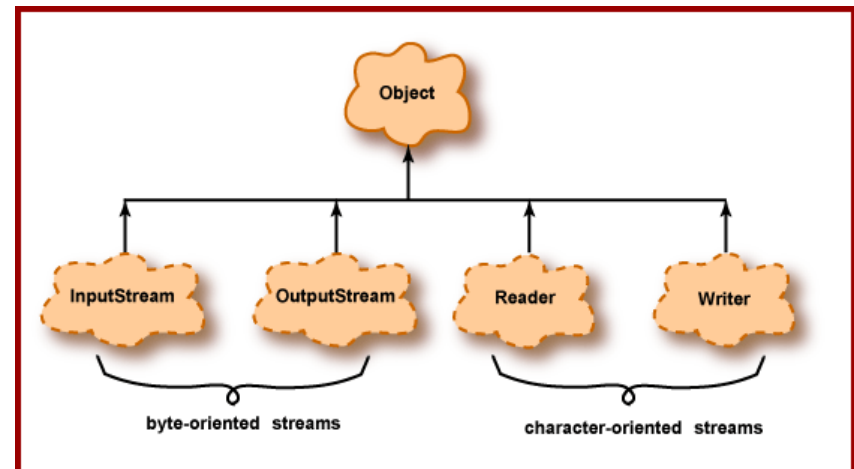 Object
InputStream
OutputStream
Reader
Writer
byte-oriented streams
character-oriented streams